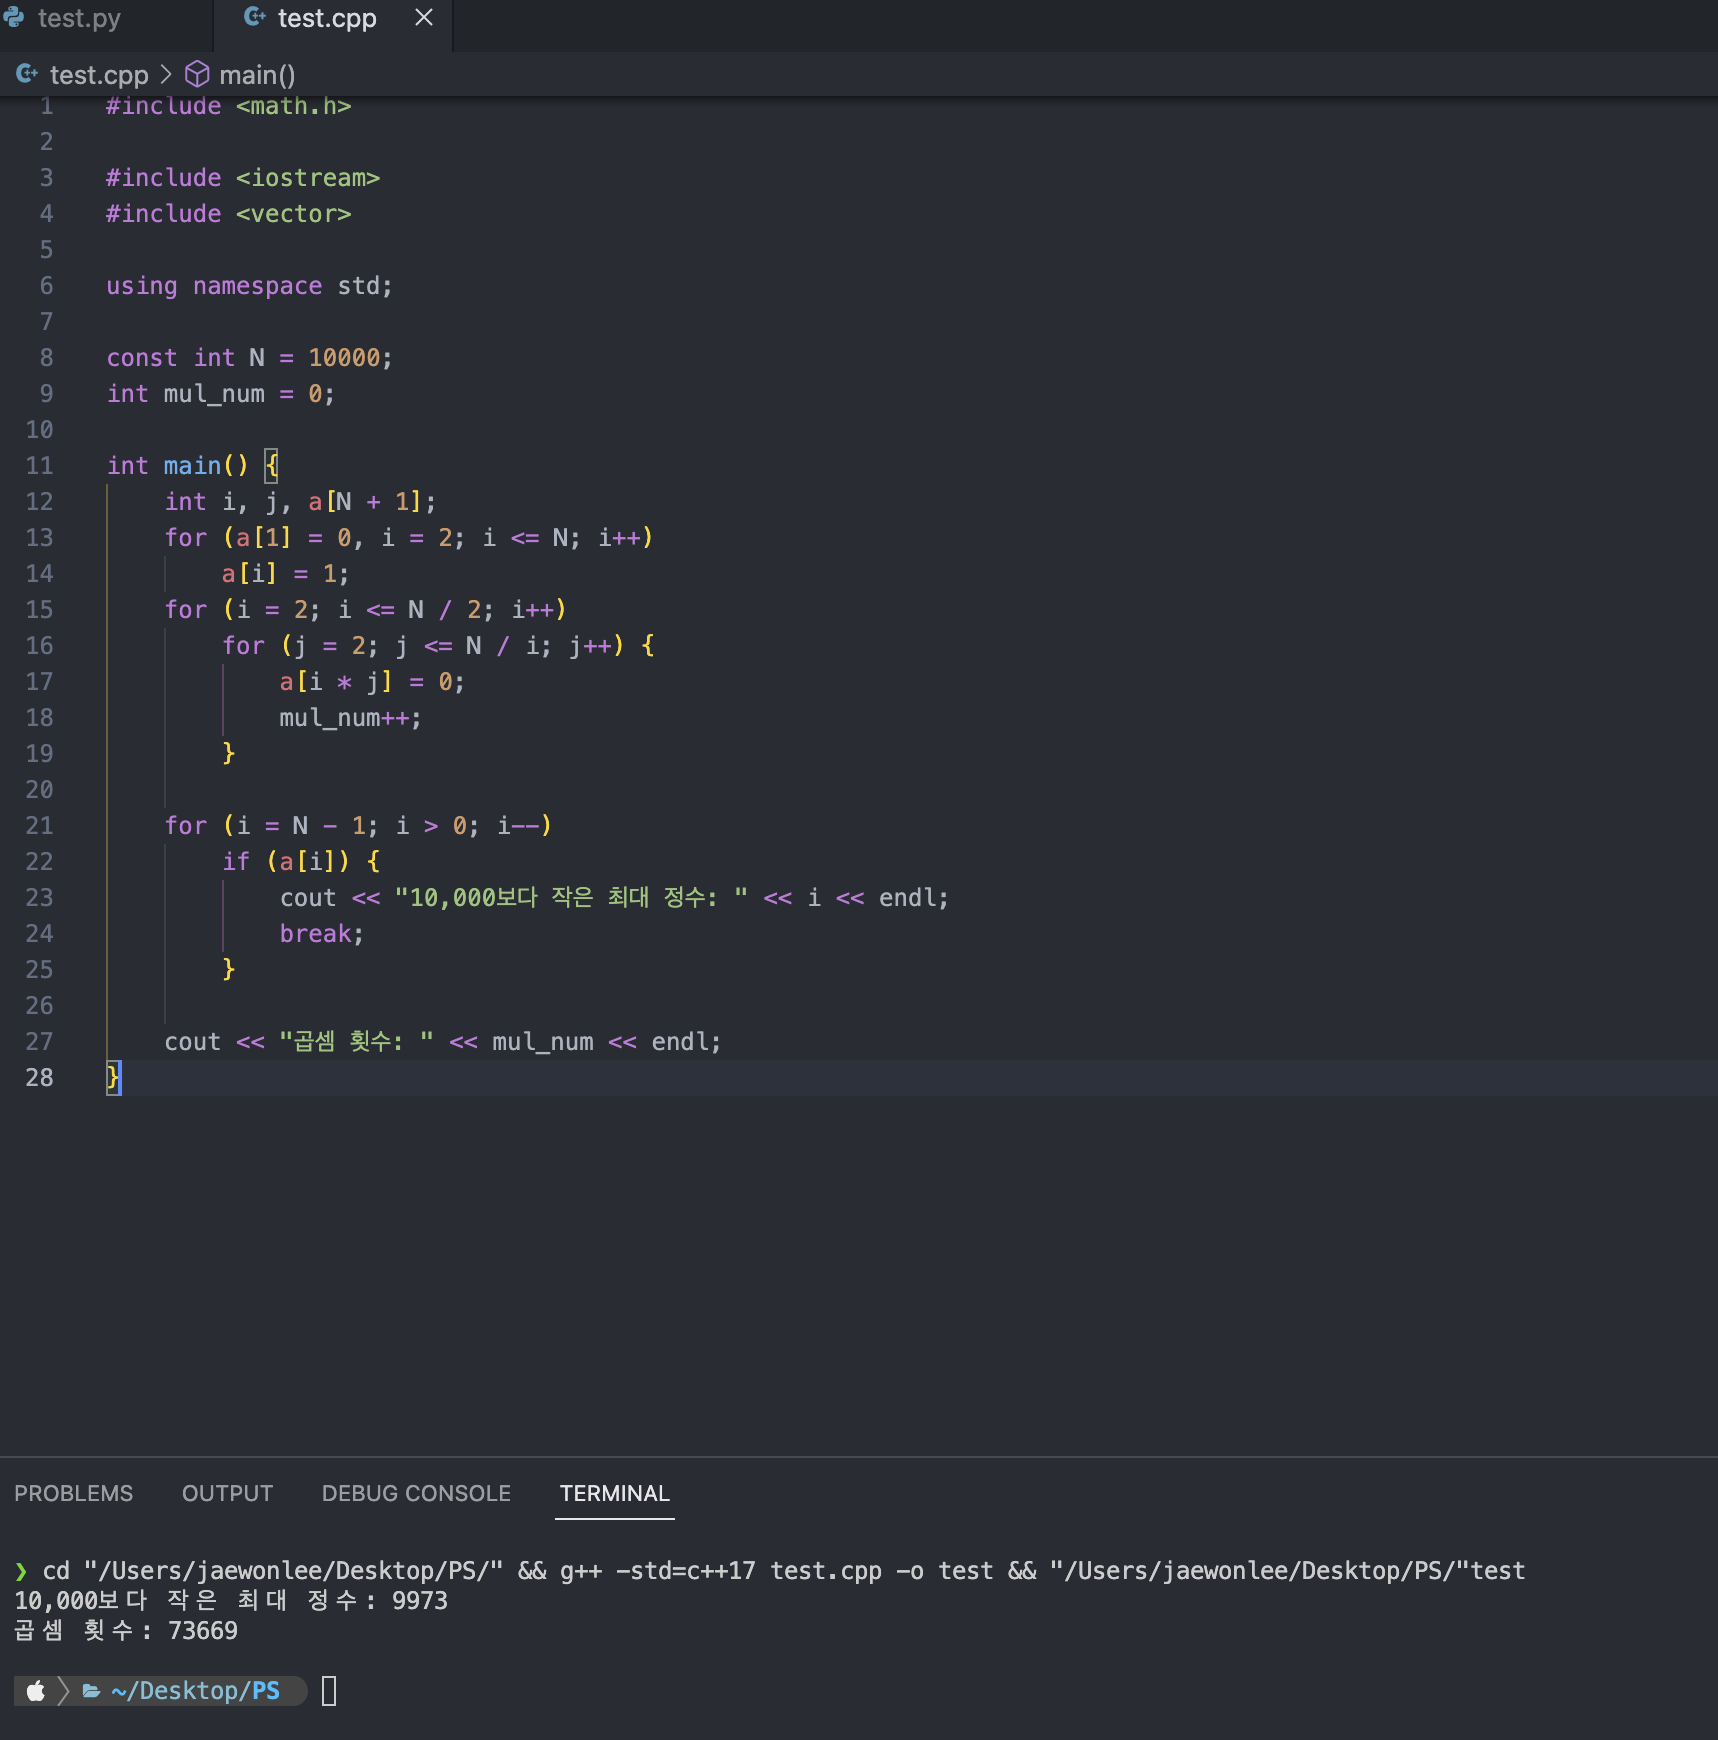 test.py
test.cpp
test.cpp > main()
1 #include <math.h>
2
3 #include <iostream>
4 #include <vector>
5
6 using namespace std;
7
8 const int N = 10000;
9 int mul_num = 0;
10
11 int main() {
12 int i, j, a[N + 1];
13 for (a[1] = 0, i = 2; i <= N; i++)
14 a[i] = 1;
15 for (i = 2; i <= N / 2; i++)
16 for (j = 2; j <= N / i; j++) {
17 a[i * j] = 0;
18 mul_num++;
19 }
20
21 for (i = N - 1; i > 0; i--)
22 if (a[i]) {
23 cout << "10,000보다 작은 최대 정수: " << i << endl;
24 break;
25 }
26
27 cout << "곱셈 횟수: " << mul_num << endl;
28 }
PROBLEMS OUTPUT DEBUG CONSOLE TERMINAL
❯ cd "/Users/jaewonlee/Desktop/PS/" && g++ -std=c++17 test.cpp -o test && "/Users/jaewonlee/Desktop/PS/"test
10,000보다 작은 최대 정수: 9973
곱셈 횟수: 73669
~/Desktop/PS